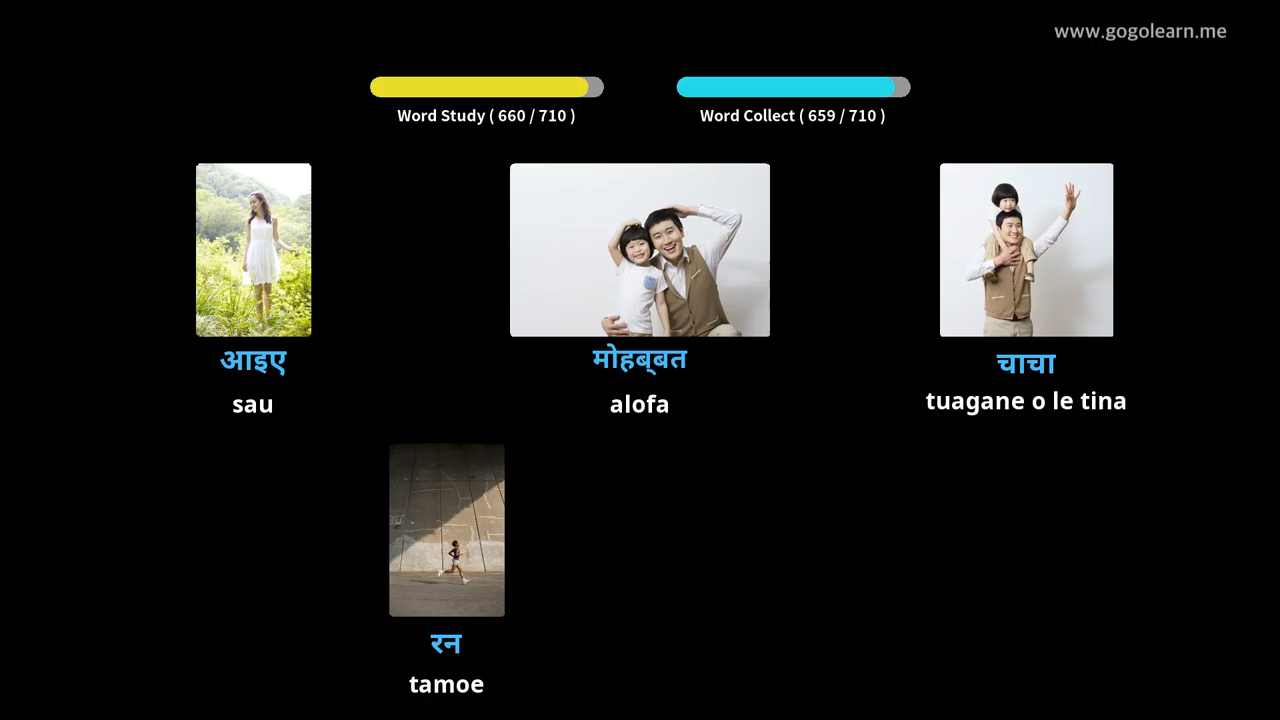 www.gogolearn.me
Word Study ( 660 / 710 )
Word Collect ( 659 / 710 )
आइए
मोहब्बत
चाचा
sau
alofa
tuagane o le tina
रन
tamoe